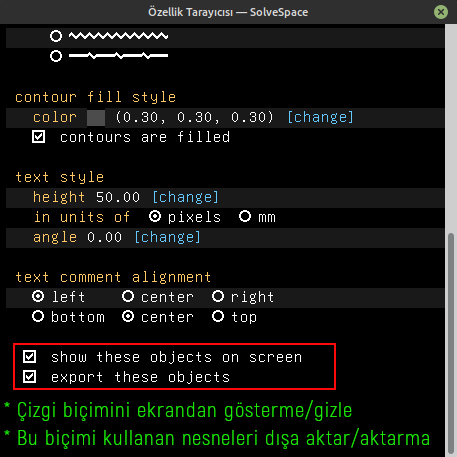 Özellik Tarayıcısı — SolveSpace
contour fill style
color (0.30, 0.30, 0.30) [change]
contours are filled
text style
height 50.00 [change]
in units of pixels mm
angle 0.00 [change]
text comment alignment
left center right
bottom center top
show these objects on screen
export these objects
* Çizgi biçimini ekrandan gösterme/gizle
* Bu biçimi kullanan nesneleri dışa aktar/aktarma